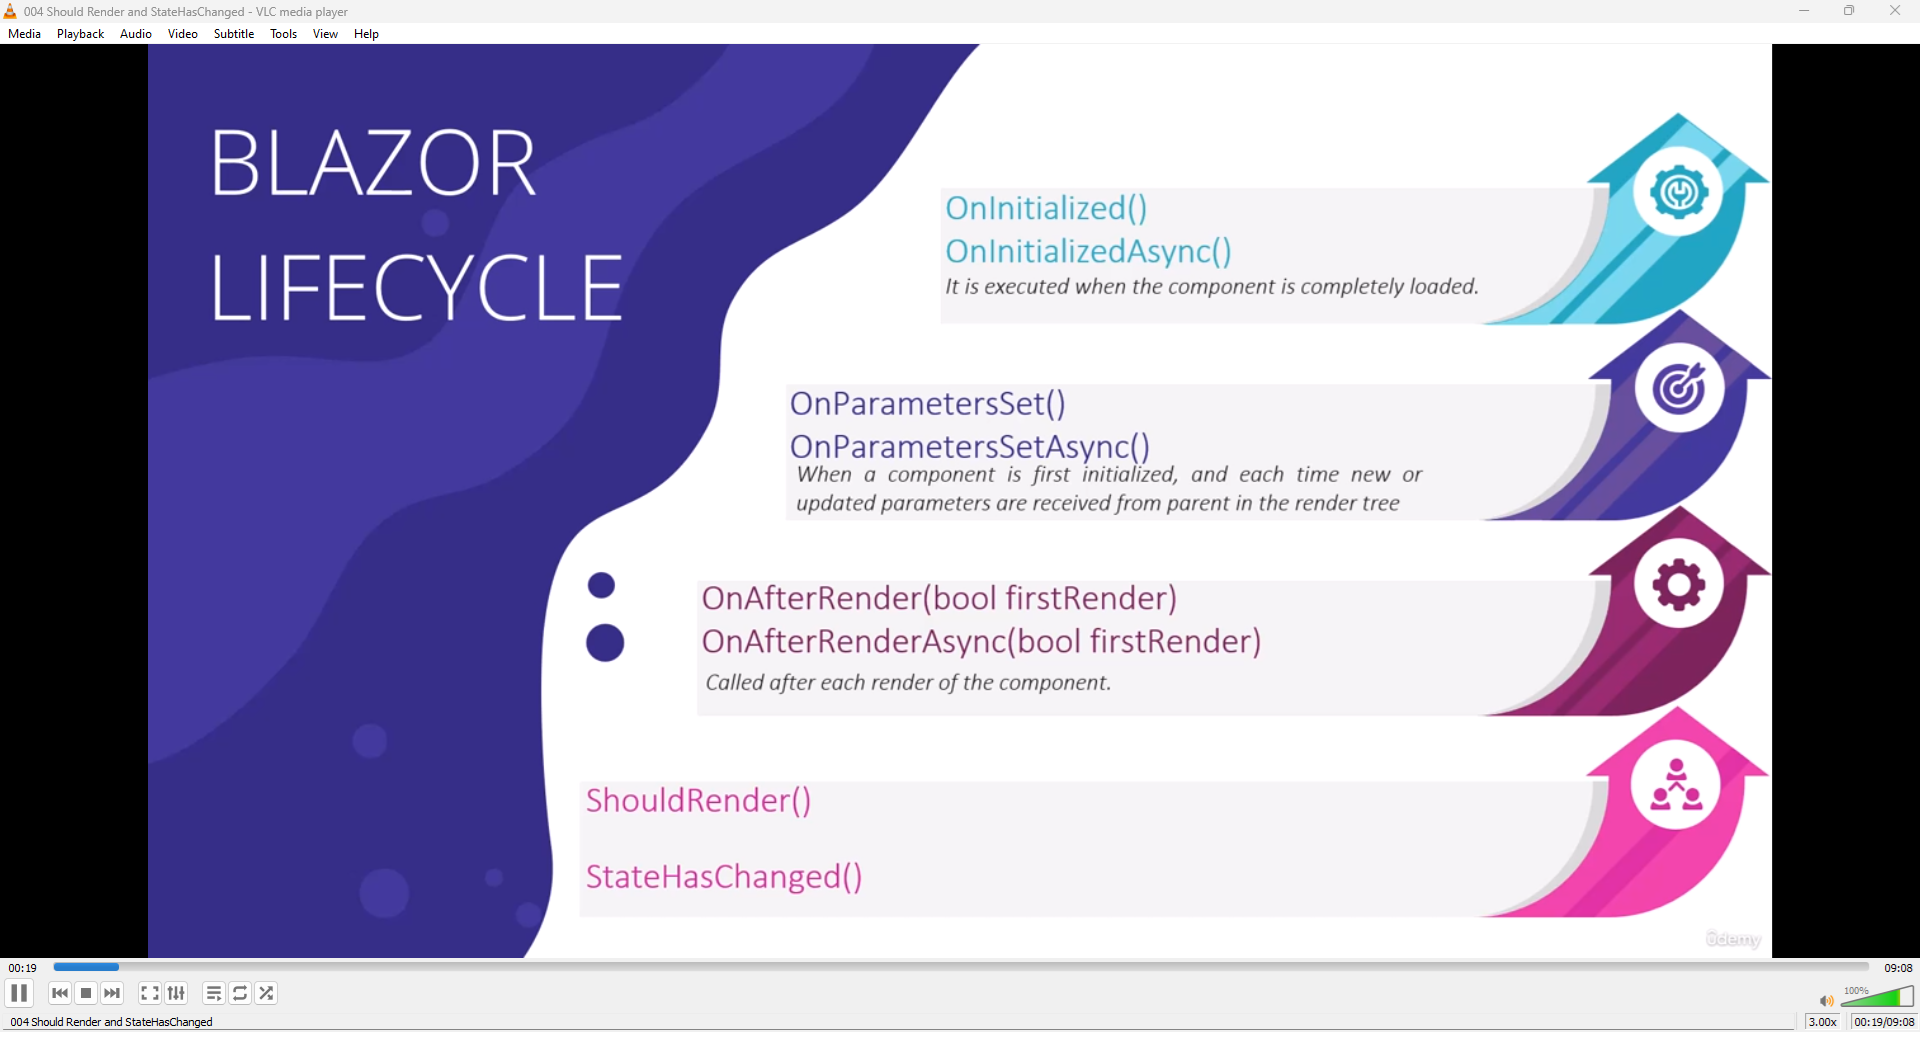 004 Should Render and StateHasChanged - VLC media player
Media Playback Audio Video Subtitle Tools View Help
BLAZOR
LIFECYCLE
OnInitialized()
OnInitializedAsync()
It is executed when the component is completely loaded.
OnParametersSet()
OnParametersSetAsync()
When a component is first initialized, and each time new or
updated parameters are received from parent in the render tree
OnAfterRender(bool firstRender)
OnAfterRenderAsync(bool firstRender)
Called after each render of the component.
ShouldRender()
StateHasChanged()
ûdemy
00:19
09:08
100%
004 Should Render and StateHasChanged
3.00x
00:19/09:08